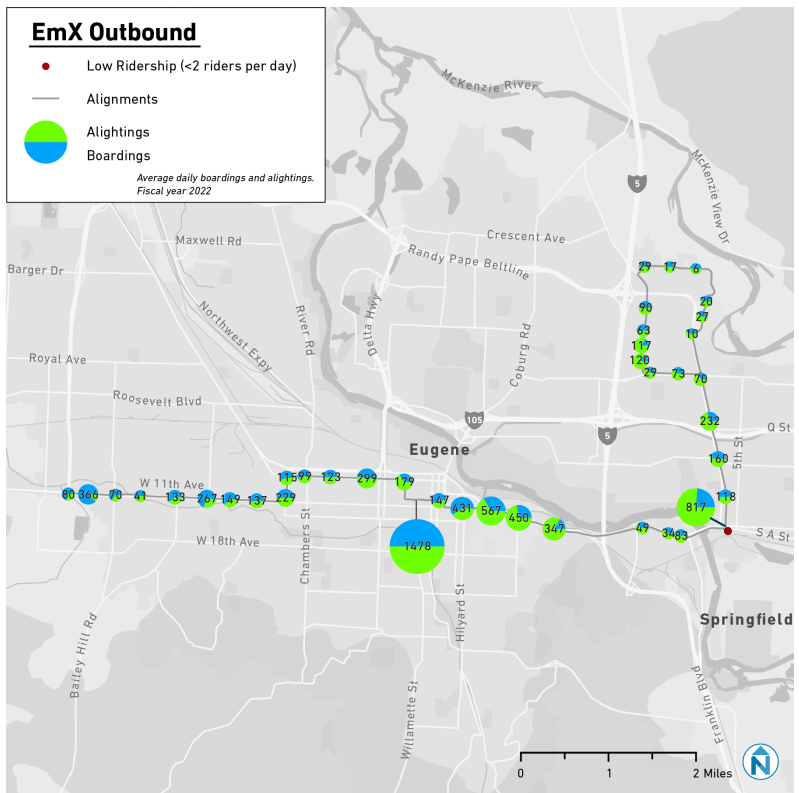 EmX Outbound
Low Ridership (<2 riders per day)
Alignments
Alightings
Boardings
Average daily boardings and alightings.
Fiscal year 2022
McKenzie River
McKenzie View Dr
5
Crescent Ave
Maxwell Rd
Randy Pape Beltline
Barger Dr
29
17
6
20
27
10
90
63
117
120
29
73
70
Northwest Expy
River Rd
Delta Hwy
Coburg Rd
Royal Ave
Roosevelt Blvd
105
5
232
Q St
Eugene
5th St
160
118
W 11th Ave
80
366
70
41
133
267
149
137
229
115
99
123
299
179
147
431
567
450
347
49
34
83
817
S A St
W 18th Ave
Chambers St
1478
Hilyard St
Springfield
Bailey Hill Rd
Willamette St
Franklin Blvd
0
1
2 Miles
N